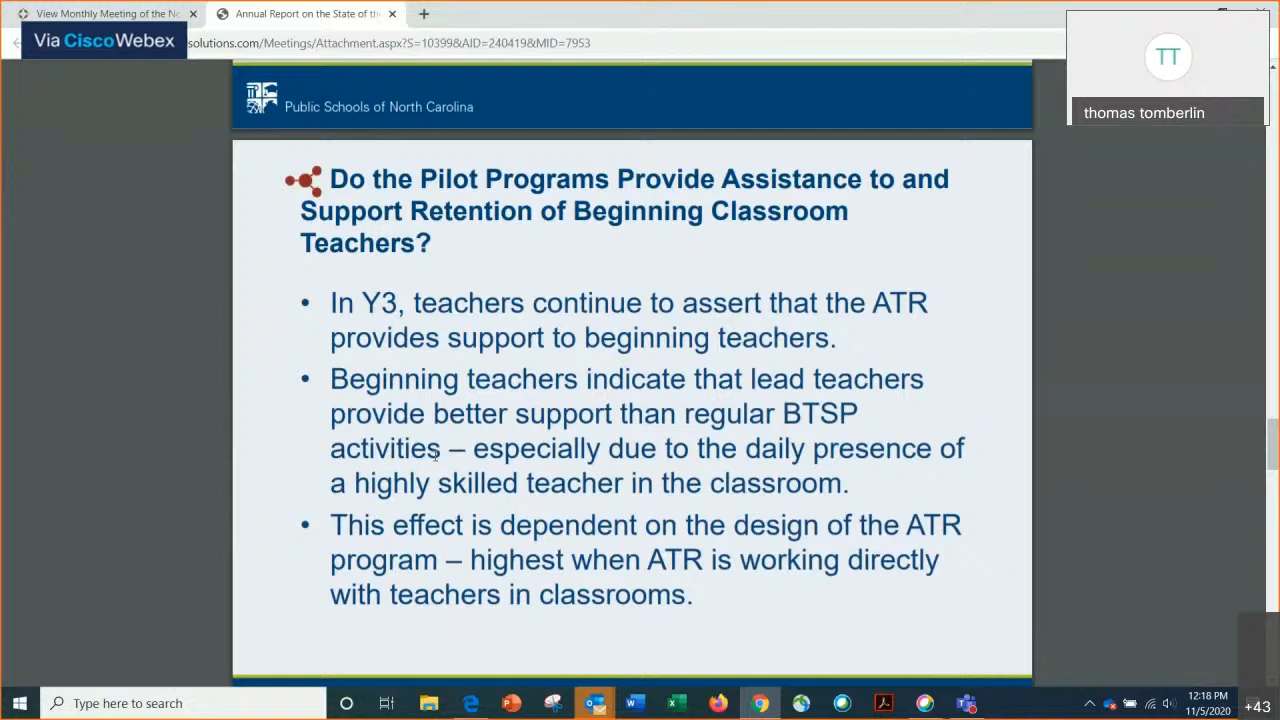 View Monthly Meeting of the No
Annual Report on the State of th
Via CiscoWebex
solutions.com/Meetings/Attachment.aspx?S=10399&AID=240419&MID=7953
TT
thomas tomberlin
Public Schools of North Carolina
Do the Pilot Programs Provide Assistance to and
Support Retention of Beginning Classroom
Teachers?
• In Y3, teachers continue to assert that the ATR
provides support to beginning teachers.
• Beginning teachers indicate that lead teachers
provide better support than regular BTSP
activities – especially due to the daily presence of
a highly skilled teacher in the classroom.
• This effect is dependent on the design of the ATR
program – highest when ATR is working directly
with teachers in classrooms.
Type here to search
12:18 PM
11/5/2020
+43